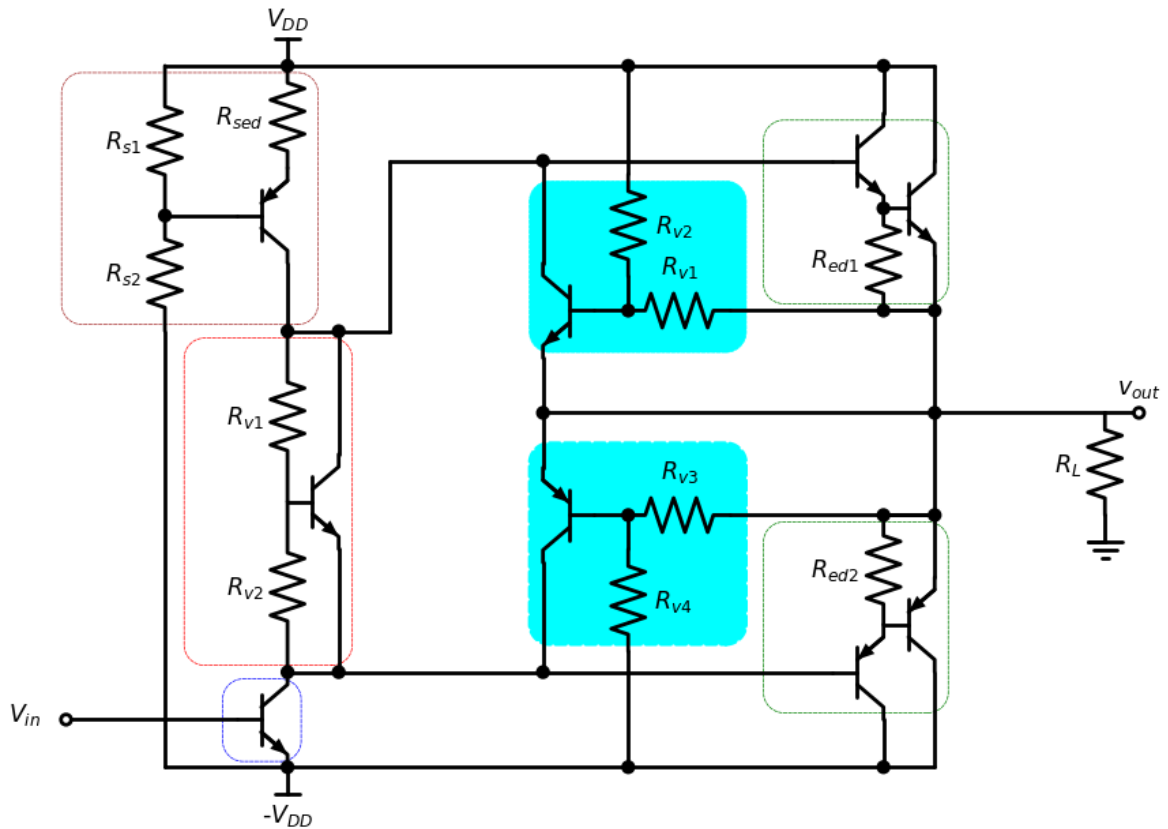 V_DD
R_s1
R_sed
R_s2
R_v2
R_v1
R_ed1
R_v1
v_out
R_L
R_v3
R_ed2
R_v2
R_v4
V_in
-V_DD